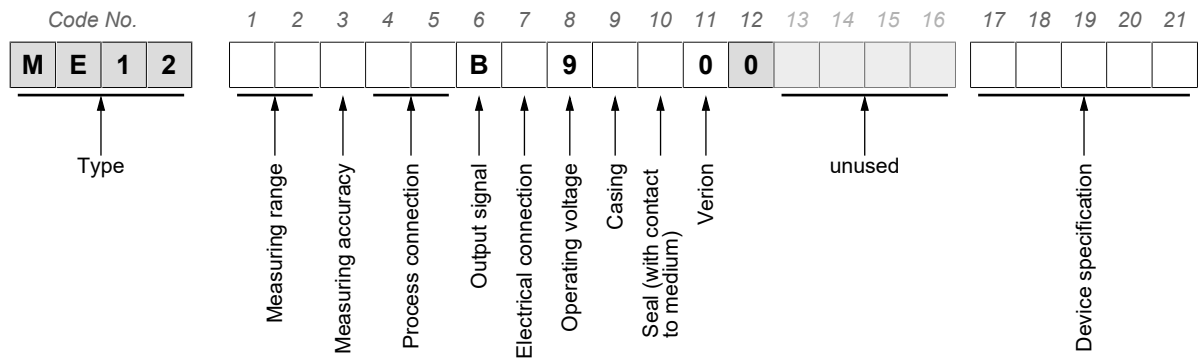 Code No. 1 2 3 4 5 6 7 8 9 10 11 12 13 14 15 16 17 18 19 20 21
M E 1 2 B 9 0 0
Type
unused
Measuring range
Measuring accuracy
Process connection
Output signal
Electrical connection
Operating voltage
Casing
Seal (with contact
to medium)
Verion
Device specification